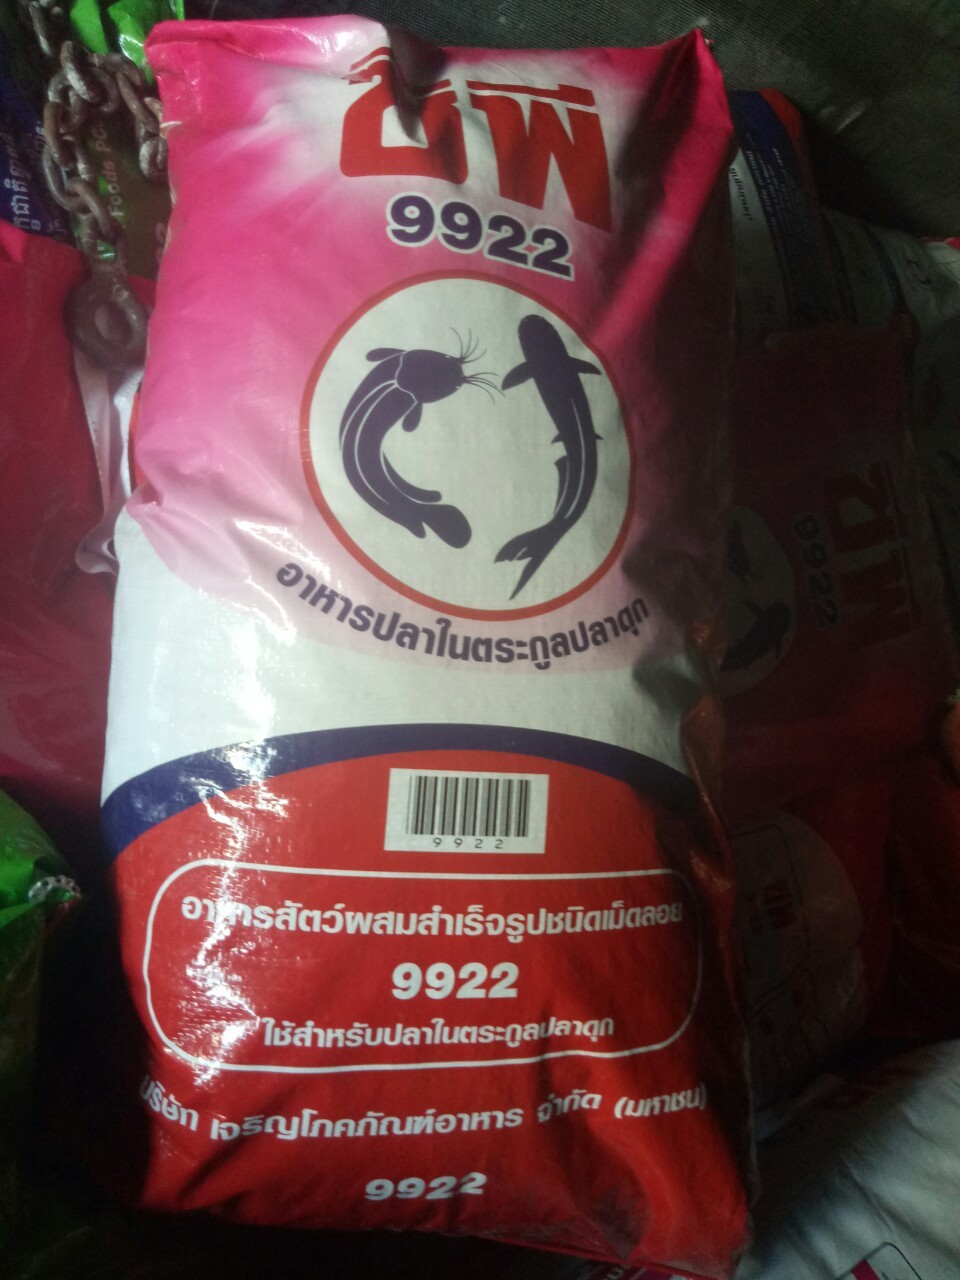 ซีพี
9922
อาหารปลาในตระกูลปลาดุก
9922
อาหารสัตว์ผสมสำเร็จรูปชนิดเม็ดลอย
9922
ใช้สำหรับปลาในตระกูลปลาดุก
บริษัท เจริญโภคภัณฑ์อาหาร จำกัด (มหาชน)
9922
Foods P.C.
ซีพี
9922